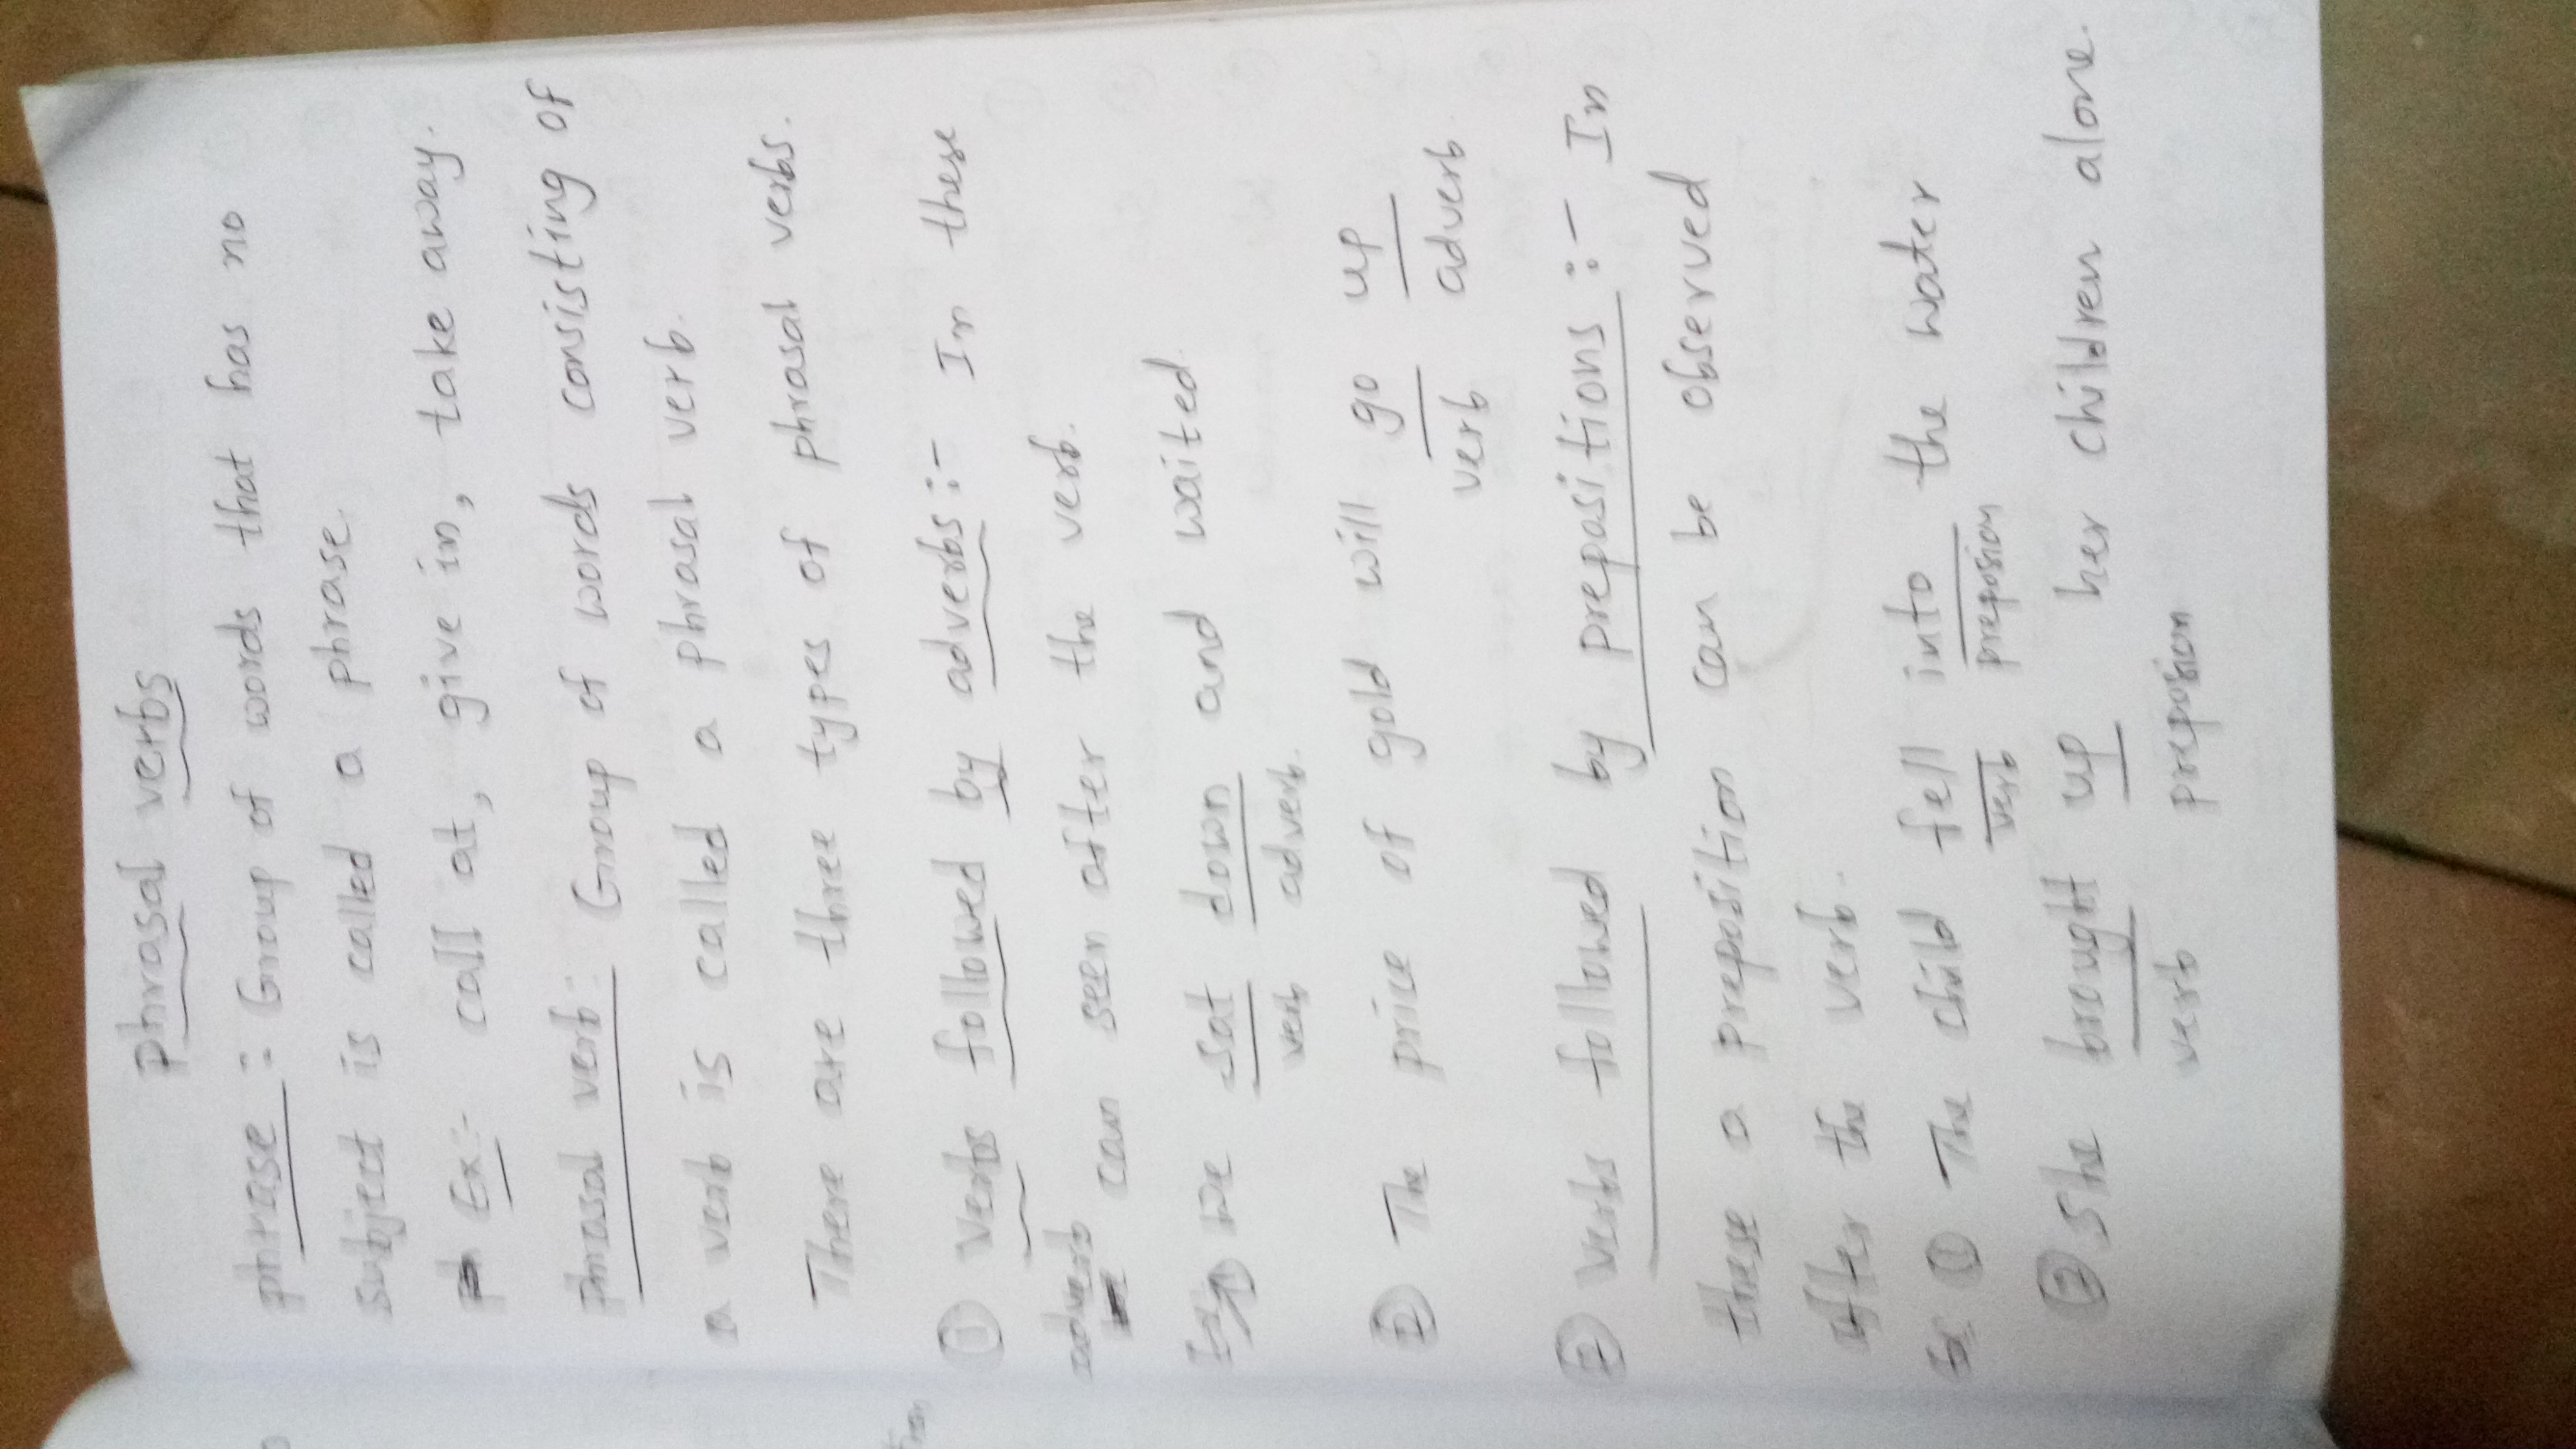 Phrasal verbs
phrase :- Group of words that has no
subject is called a phrase.
Ex:- call at, give in, take away.
phrasal verb:- Group of words consisting of
a verb is called a phrasal verb.
There are three types of phrasal verbs.
① verbs followed by adverbs :- In these
adverb can seen after the verb.
① We sat down and waited.
verb adverb
② The price of gold will go up
verb adverb
② verbs followed by prepositions :- In
these a preposition can be observed
after the verb.
Ex ① The child fell into the water
verb preposion
② She brought up her children alone.
verb preposion